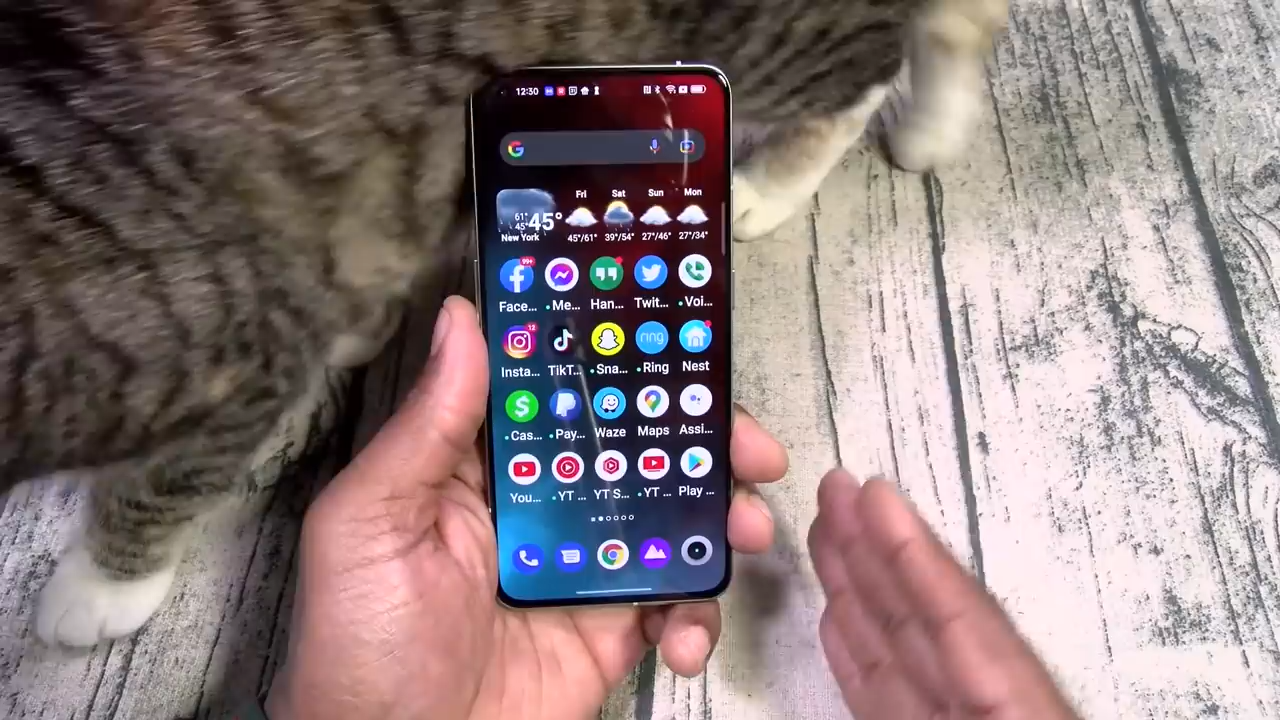 12:30
Fri Sat Sun Mon
61°
45°
45°
New York
45°/61° 39°/54° 27°/46° 27°/34°
99+
Face... Me... Han... Twit... Voi...
12
ring
Insta... TikT... Sna... Ring Nest
Cas... Pay... Waze Maps Assi...
You... YT ... YT S... YT ... Play ...